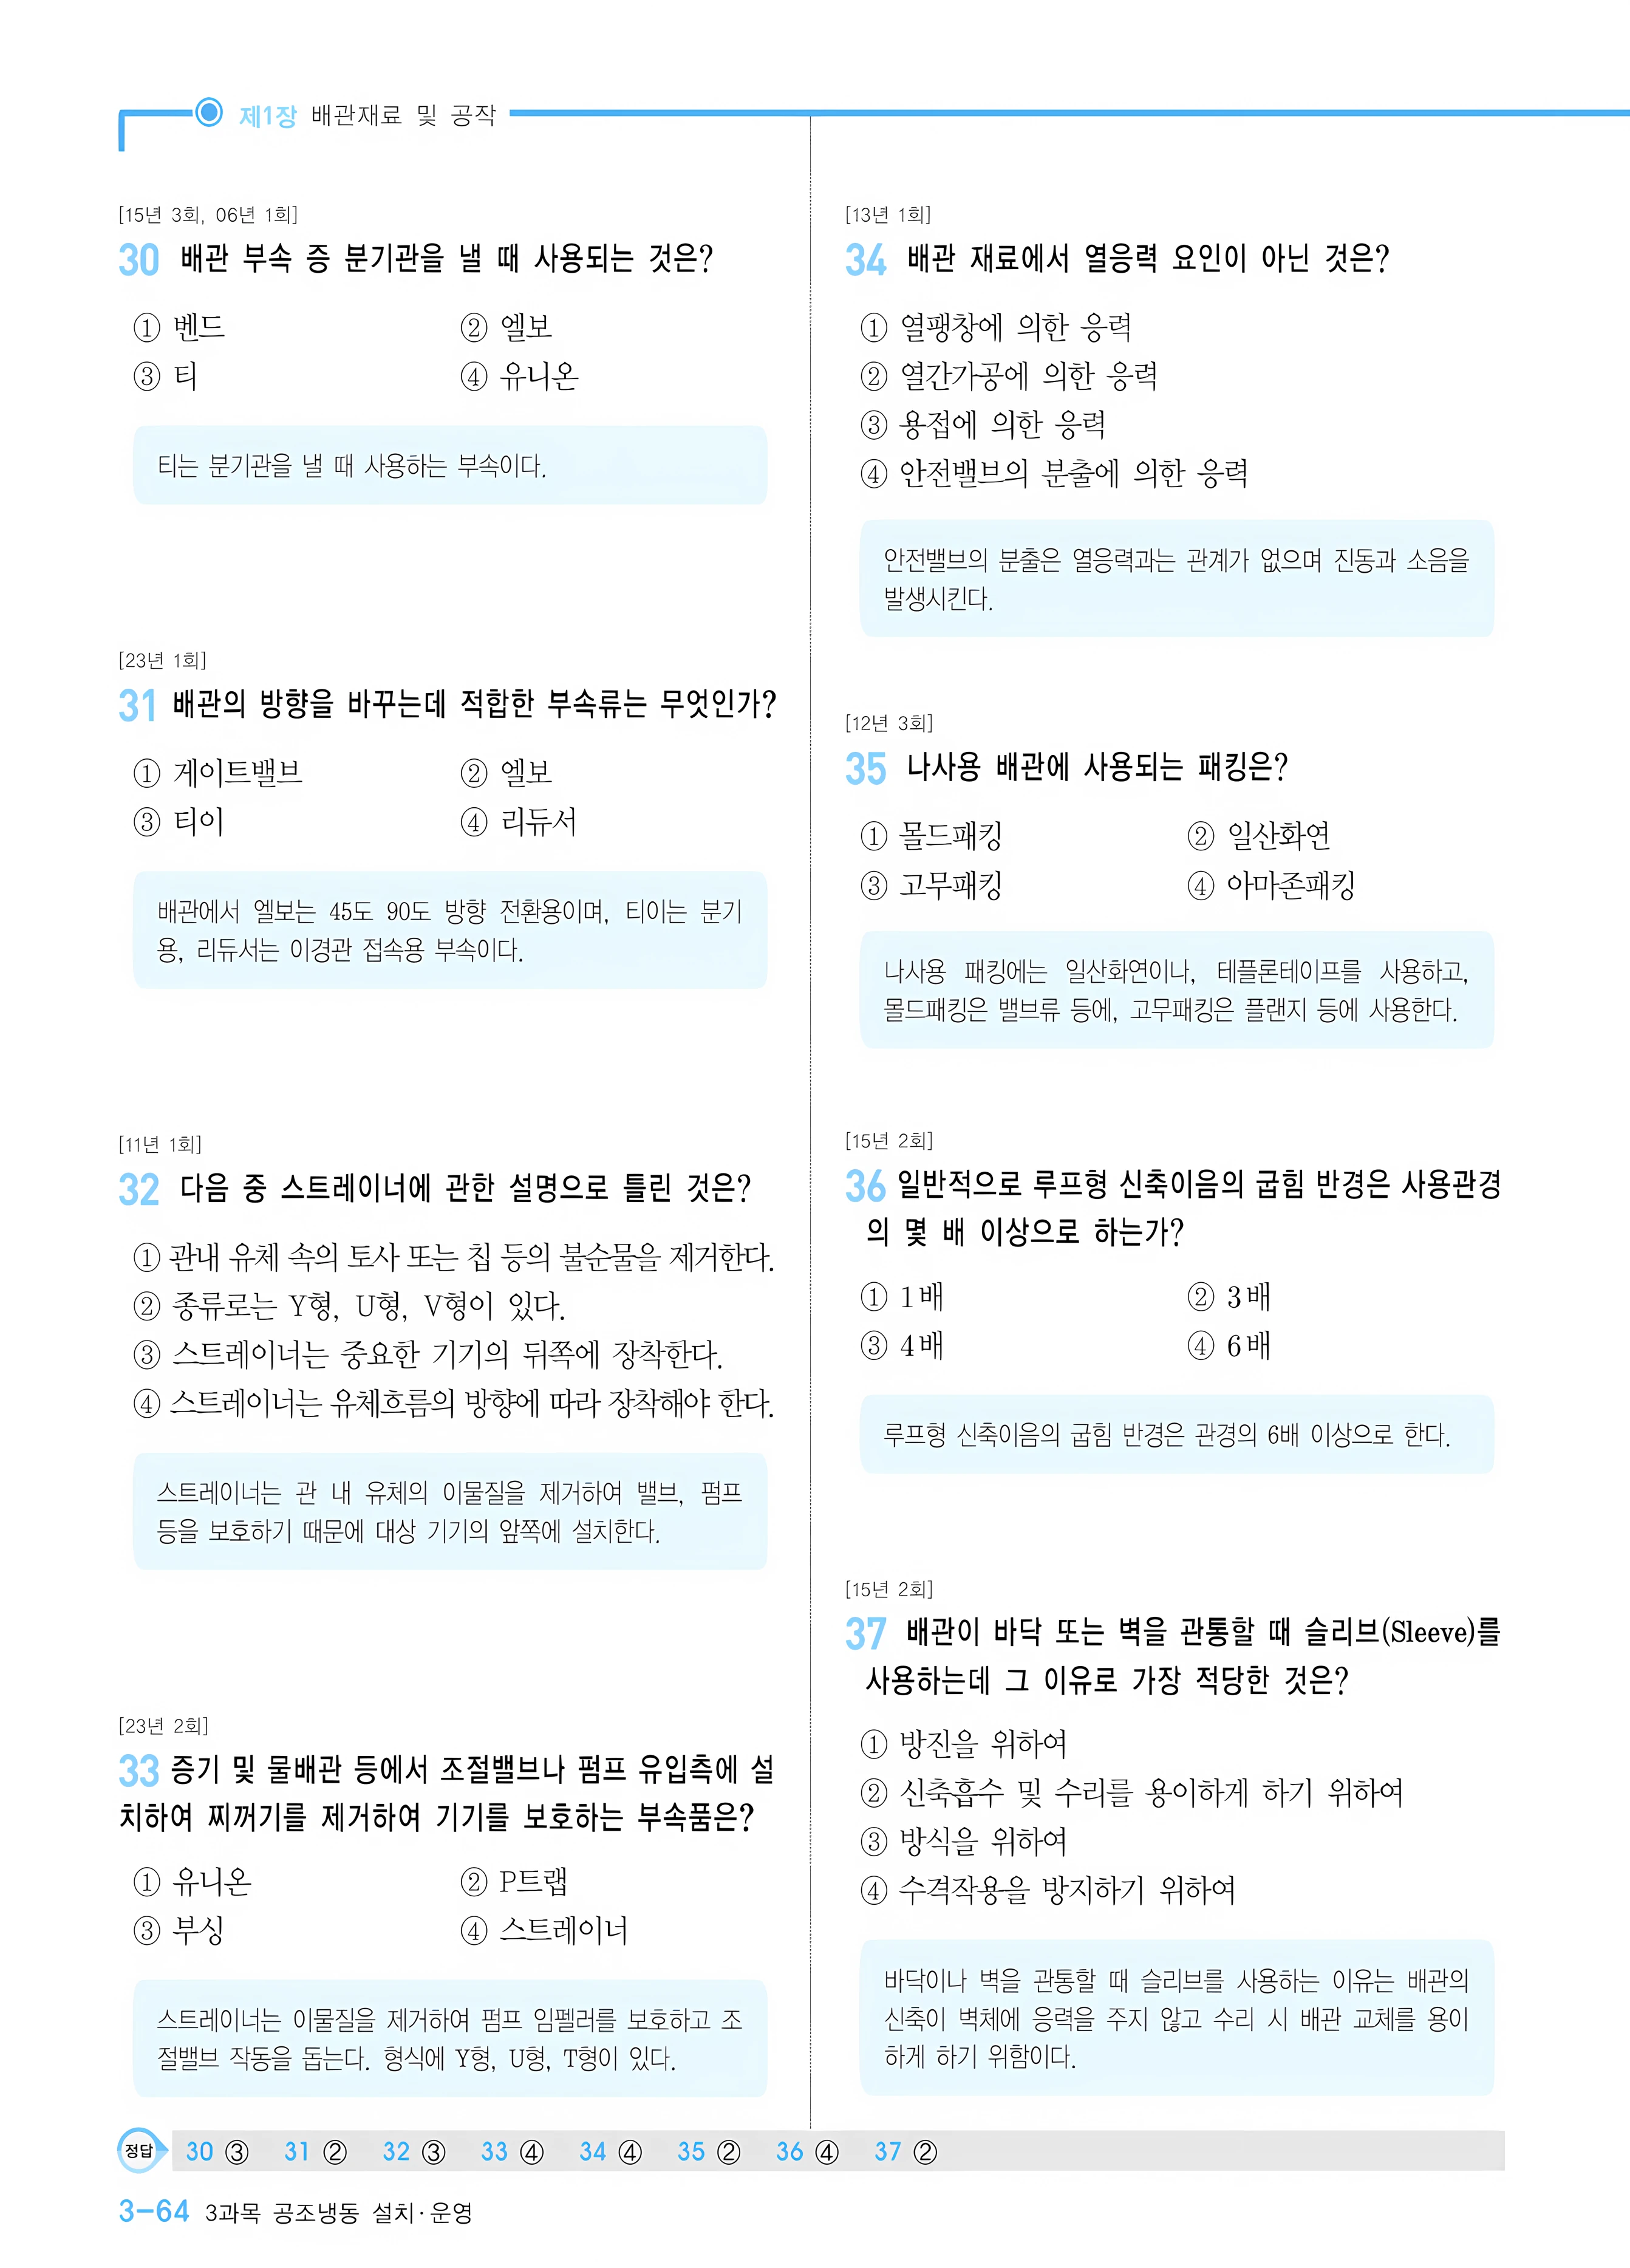 제1장 배관재료 및 공작
[15년 3회, 06년 1회]
30 배관 부속 증 분기관을 낼 때 사용되는 것은?
① 벤드 ② 엘보
③ 티 ④ 유니온
티는 분기관을 낼 때 사용하는 부속이다.
[23년 1회]
31 배관의 방향을 바꾸는데 적합한 부속류는 무엇인가?
① 게이트밸브 ② 엘보
③ 티이 ④ 리듀서
배관에서 엘보는 45도 90도 방향 전환용이며, 티이는 분기
용, 리듀서는 이경관 접속용 부속이다.
[11년 1회]
32 다음 중 스트레이너에 관한 설명으로 틀린 것은?
① 관내 유체 속의 토사 또는 칩 등의 불순물을 제거한다.
② 종류로는 Y형, U형, V형이 있다.
③ 스트레이너는 중요한 기기의 뒤쪽에 장착한다.
④ 스트레이너는 유체흐름의 방향에 따라 장착해야 한다.
스트레이너는 관 내 유체의 이물질을 제거하여 밸브, 펌프
등을 보호하기 때문에 대상 기기의 앞쪽에 설치한다.
[23년 2회]
33 증기 및 물배관 등에서 조절밸브나 펌프 유입측에 설
치하여 찌꺼기를 제거하여 기기를 보호하는 부속품은?
① 유니온 ② P트랩
③ 부싱 ④ 스트레이너
스트레이너는 이물질을 제거하여 펌프 임펠러를 보호하고 조
절밸브 작동을 돕는다. 형식에 Y형, U형, T형이 있다.
[13년 1회]
34 배관 재료에서 열응력 요인이 아닌 것은?
① 열팽창에 의한 응력
② 열간가공에 의한 응력
③ 용접에 의한 응력
④ 안전밸브의 분출에 의한 응력
안전밸브의 분출은 열응력과는 관계가 없으며 진동과 소음을
발생시킨다.
[12년 3회]
35 나사용 배관에 사용되는 패킹은?
① 몰드패킹 ② 일산화연
③ 고무패킹 ④ 아마존패킹
나사용 패킹에는 일산화연이나, 테플론테이프를 사용하고,
몰드패킹은 밸브류 등에, 고무패킹은 플랜지 등에 사용한다.
[15년 2회]
36 일반적으로 루프형 신축이음의 굽힘 반경은 사용관경
의 몇 배 이상으로 하는가?
① 1배 ② 3배
③ 4배 ④ 6배
루프형 신축이음의 굽힘 반경은 관경의 6배 이상으로 한다.
[15년 2회]
37 배관이 바닥 또는 벽을 관통할 때 슬리브(Sleeve)를
사용하는데 그 이유로 가장 적당한 것은?
① 방진을 위하여
② 신축흡수 및 수리를 용이하게 하기 위하여
③ 방식을 위하여
④ 수격작용을 방지하기 위하여
바닥이나 벽을 관통할 때 슬리브를 사용하는 이유는 배관의
신축이 벽체에 응력을 주지 않고 수리 시 배관 교체를 용이
하게 하기 위함이다.
정답 30 ③ 31 ② 32 ③ 33 ④ 34 ④ 35 ② 36 ④ 37 ②
3-64 3과목 공조냉동 설치·운영